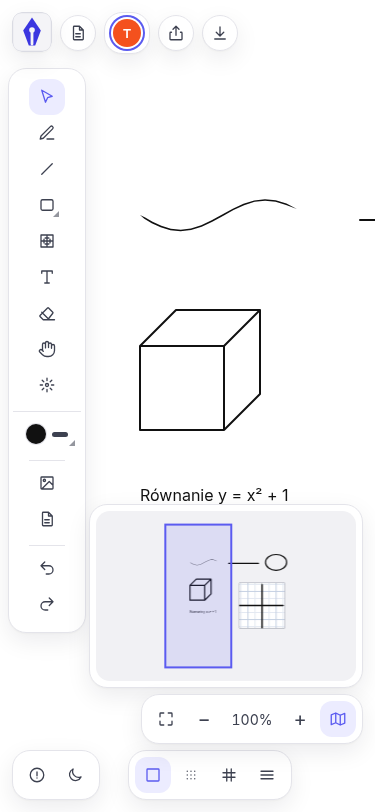 T
Równanie y = x² + 1
100%